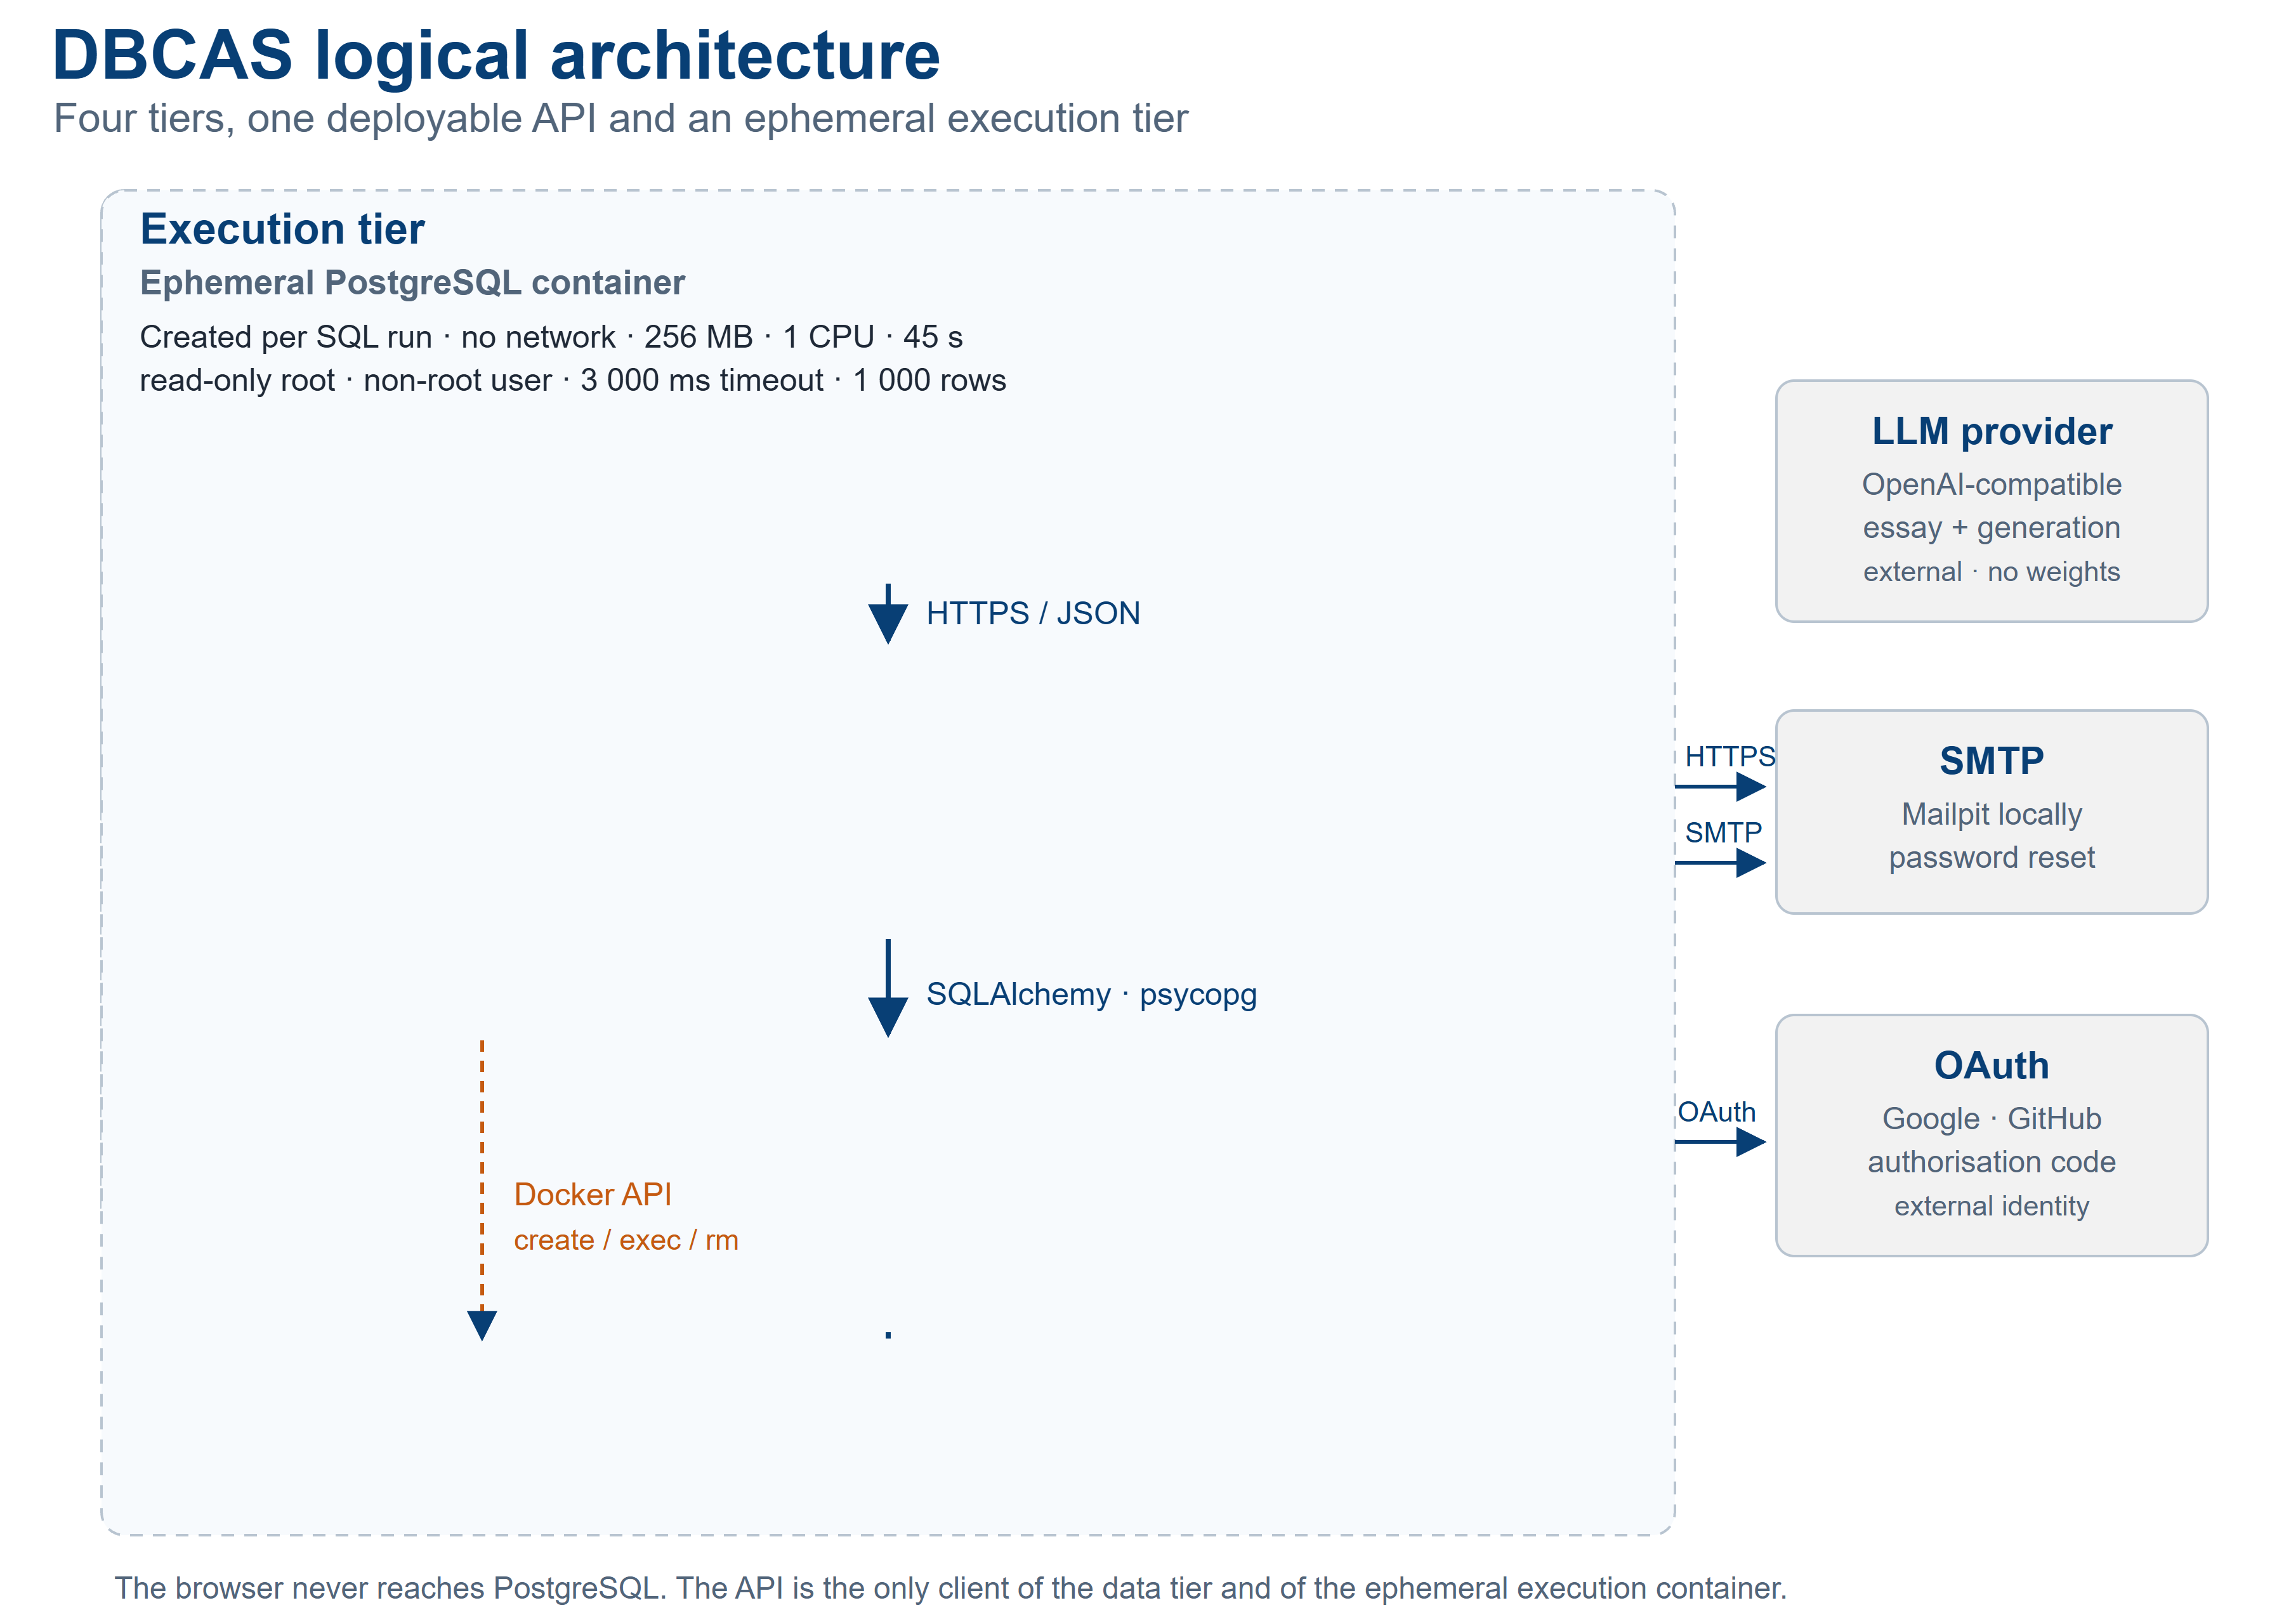 DBCAS logical architecture
Four tiers, one deployable API and an ephemeral execution tier
Execution tier
Ephemeral PostgreSQL container
Created per SQL run · no network · 256 MB · 1 CPU · 45 s
read-only root · non-root user · 3 000 ms timeout · 1 000 rows
HTTPS / JSON
SQLAlchemy · psycopg
Docker API
create / exec / rm
HTTPS
SMTP
OAuth
LLM provider
OpenAI-compatible
essay + generation
external · no weights
SMTP
Mailpit locally
password reset
OAuth
Google · GitHub
authorisation code
external identity
The browser never reaches PostgreSQL. The API is the only client of the data tier and of the ephemeral execution container.